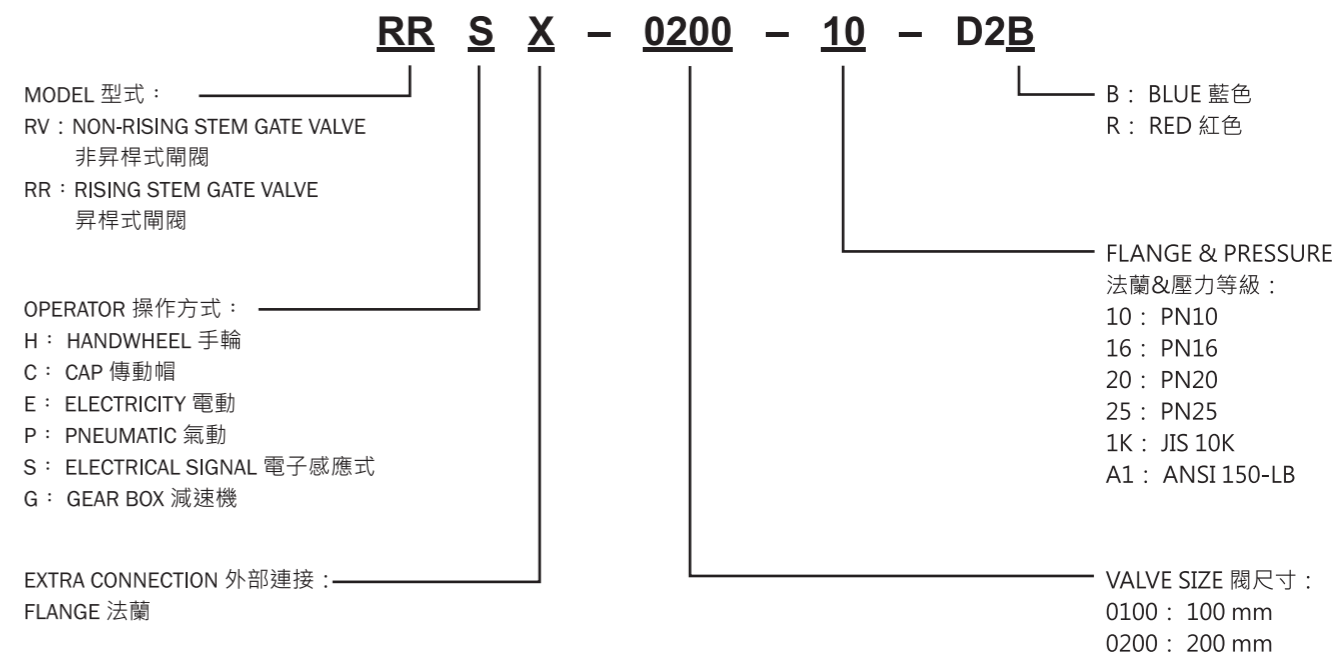 RR S X – 0200 – 10 – D2B
MODEL 型式：
RV：NON-RISING STEM GATE VALVE
非昇桿式閘閥
RR：RISING STEM GATE VALVE
昇桿式閘閥
OPERATOR 操作方式：
H： HANDWHEEL 手輪
C： CAP 傳動帽
E： ELECTRICITY 電動
P： PNEUMATIC 氣動
S： ELECTRICAL SIGNAL 電子感應式
G： GEAR BOX 減速機
EXTRA CONNECTION 外部連接：
FLANGE 法蘭
B： BLUE 藍色
R： RED 紅色
FLANGE & PRESSURE
法蘭&壓力等級：
10： PN10
16： PN16
20： PN20
25： PN25
1K： JIS 10K
A1： ANSI 150-LB
VALVE SIZE 閥尺寸：
0100： 100 mm
0200： 200 mm